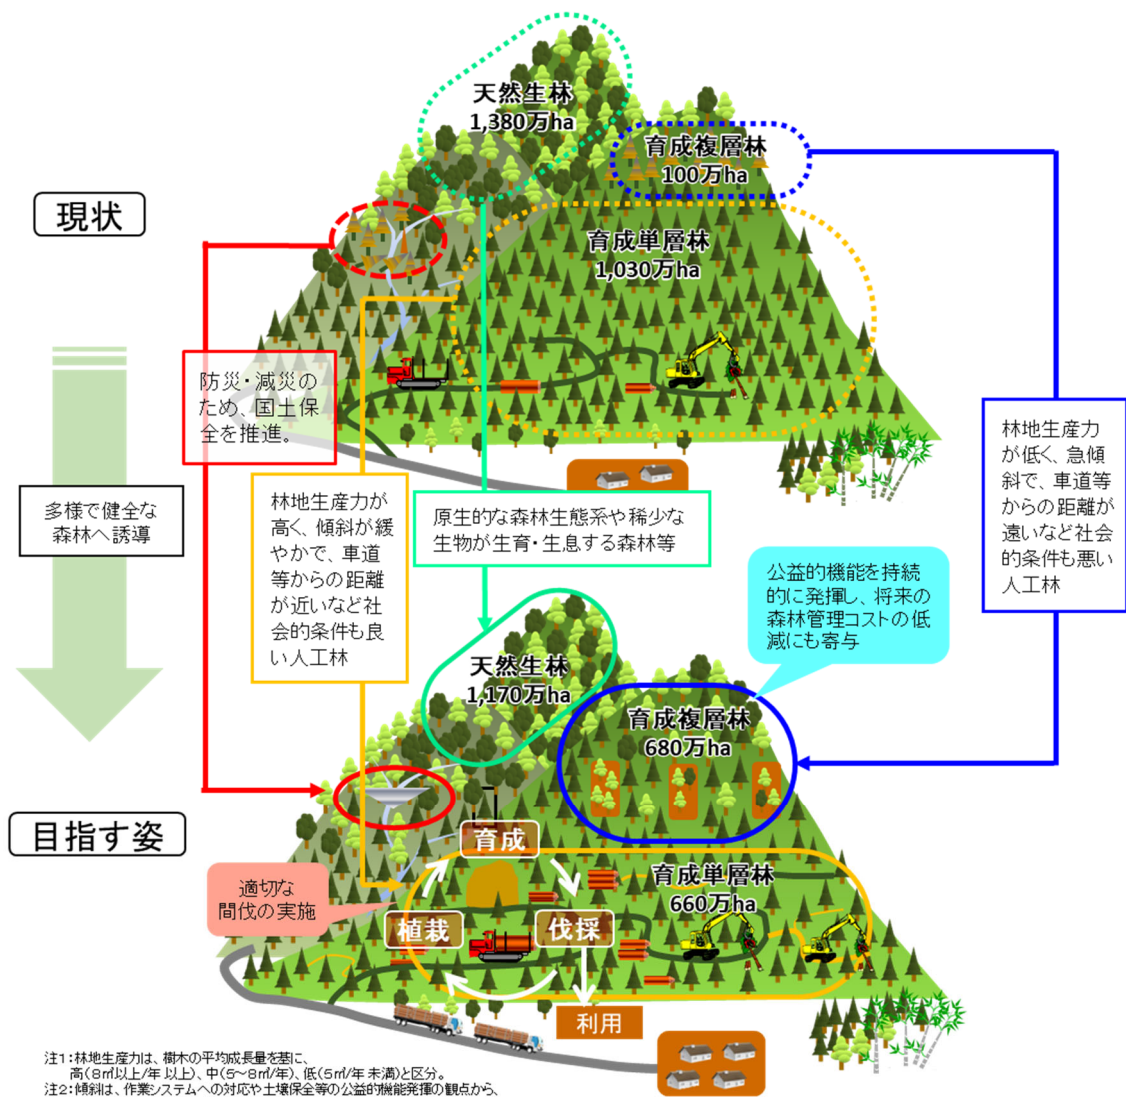 天然生林
1,380万ha
育成複層林
100万ha
現状
育成単層林
1,030万ha
防災・減災の
ため、国土保
全を推進。
多様で健全な
森林へ誘導
林地生産力が
高く、傾斜が緩
やかで、車道
等からの距離
が近いなど社
会的条件も良
い人工林
原生的な森林生態系や稀少な
生物が生育・生息する森林等
林地生産力
が低く、急傾
斜で、車道等
からの距離が
遠いなど社会
的条件も悪い
人工林
公益的機能を持続
的に発揮し、将来の
森林管理コストの低
減にも寄与
天然生林
1,170万ha
育成複層林
680万ha
目指す姿
育成
育成単層林
660万ha
適切な
間伐の実施
植栽
伐採
利用
注1:林地生産力は、樹木の平均成長量を基に、
高(8㎥以上/年 以上)、中(5~8㎥/年)、低(5㎥/年 未満)と区分。
注2:傾斜は、作業システムへの対応や土壌保全等の公益的機能発揮の観点から、